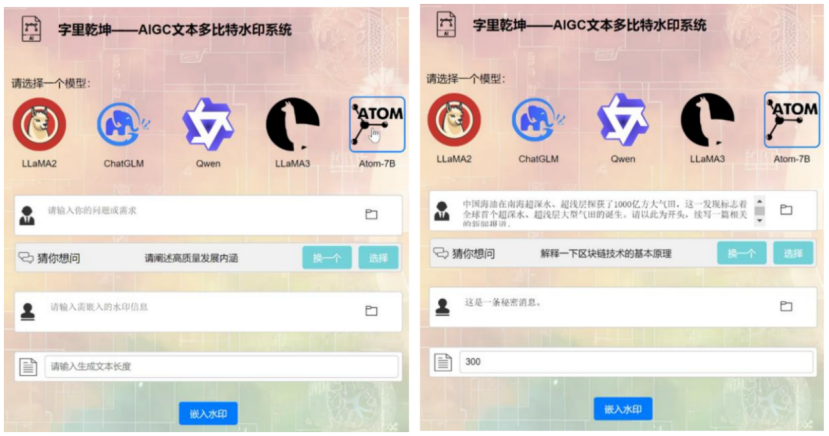 字里乾坤——AIGC文本多比特水印系统
请选择一个模型：
ATOM
LLaMA2 ChatGLM Qwen LLaMA3 Atom-7B
请输入你的问题或需求
猜你想问 请阐述高质量发展内涵 换一个 选择
请输入需嵌入的水印信息
请输入生成文本长度
嵌入水印
字里乾坤——AIGC文本多比特水印系统
请选择一个模型：
ATOM
LLaMA2 ChatGLM Qwen LLaMA3 Atom-7B
中国海油在南海超深水、超浅层探获了1000亿方大气田，这一发现标志着
全球首个超深水、超浅层大型气田的诞生。请以此为开头，续写一篇相关
的新闻报道。
猜你想问 解释一下区块链技术的基本原理 换一个 选择
这是一条秘密消息。
300
嵌入水印